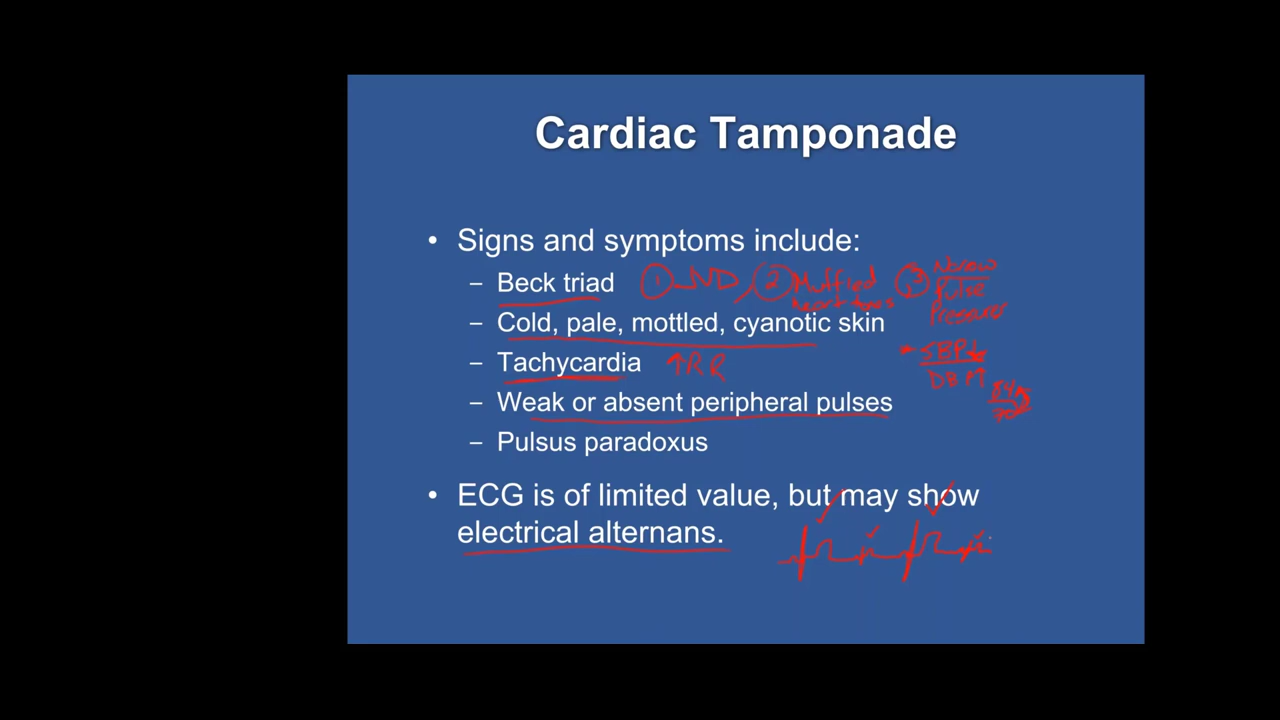 Cardiac Tamponade
• Signs and symptoms include:
– Beck triad ① JVD, ② Muffled heart tones ③ Narrow Pulse Pressure
– Cold, pale, mottled, cyanotic skin
SBP↓
– Tachycardia ↑RR
DBP↑
84
70
– Weak or absent peripheral pulses
– Pulsus paradoxus
• ECG is of limited value, but may show
electrical alternans.